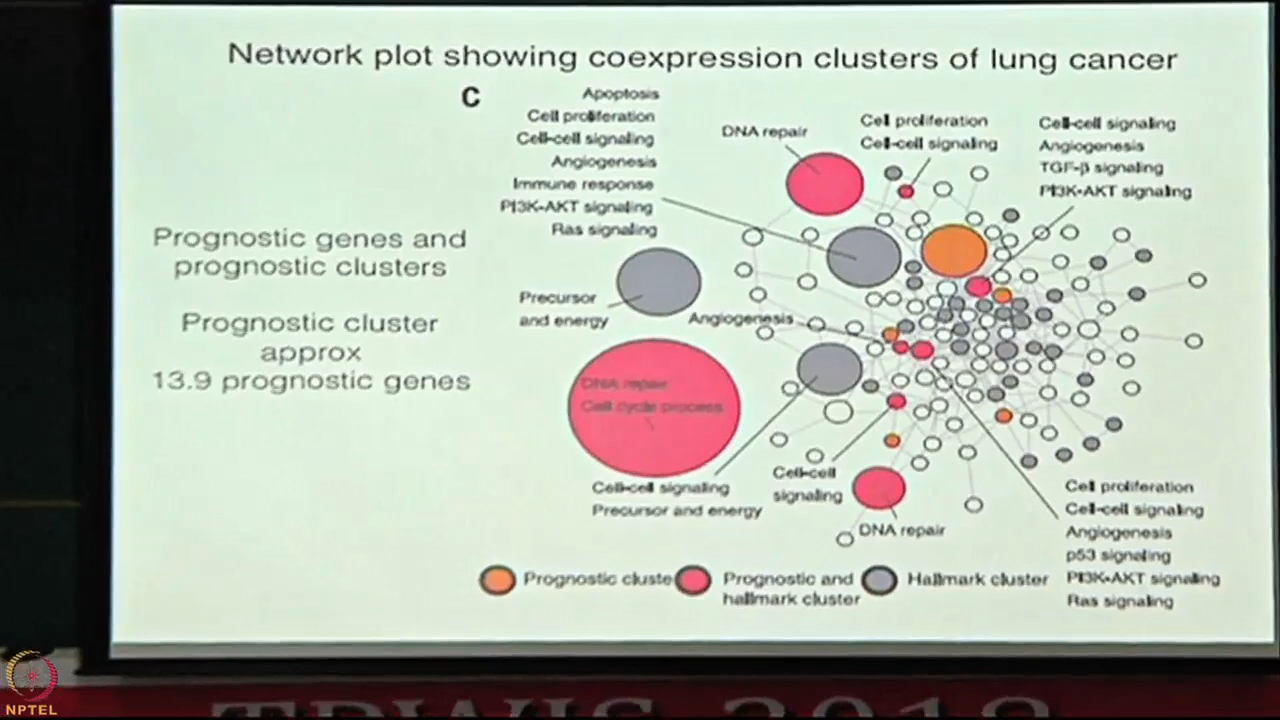 Network plot showing coexpression clusters of lung cancer
C
Apoptosis
Cell proliferation
Cell-cell signaling
Angiogenesis
Immune response
PI3K-AKT signaling
Ras signaling
DNA repair
Cell proliferation
Cell-cell signaling
Cell-cell signaling
Angiogenesis
TGF-β signaling
PI3K-AKT signaling
Prognostic genes and
prognostic clusters
Prognostic cluster
approx
13.9 prognostic genes
Precursor
and energy
Angiogenesis
DNA repair
Cell cycle process
Cell-cell signaling
Precursor and energy
Cell-cell
signaling
DNA repair
Cell proliferation
Cell-cell signaling
Angiogenesis
p53 signaling
PI3K-AKT signaling
Ras signaling
Prognostic cluste
Prognostic and
hallmark cluster
Hallmark cluster
NPTEL